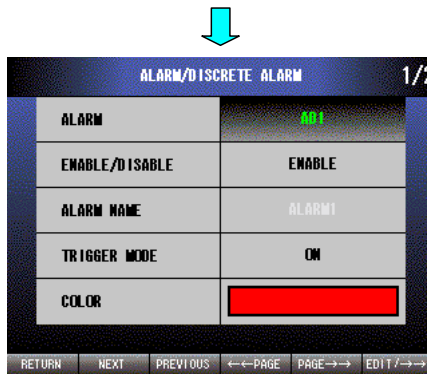 ALARM/DISCRETE ALARM 1/2
ALARM AD1
ENABLE/DISABLE ENABLE
ALARM NAME ALARM1
TRIGGER MODE ON
COLOR
RETURN NEXT PREVIOUS ←←PAGE PAGE→→ EDIT/→→